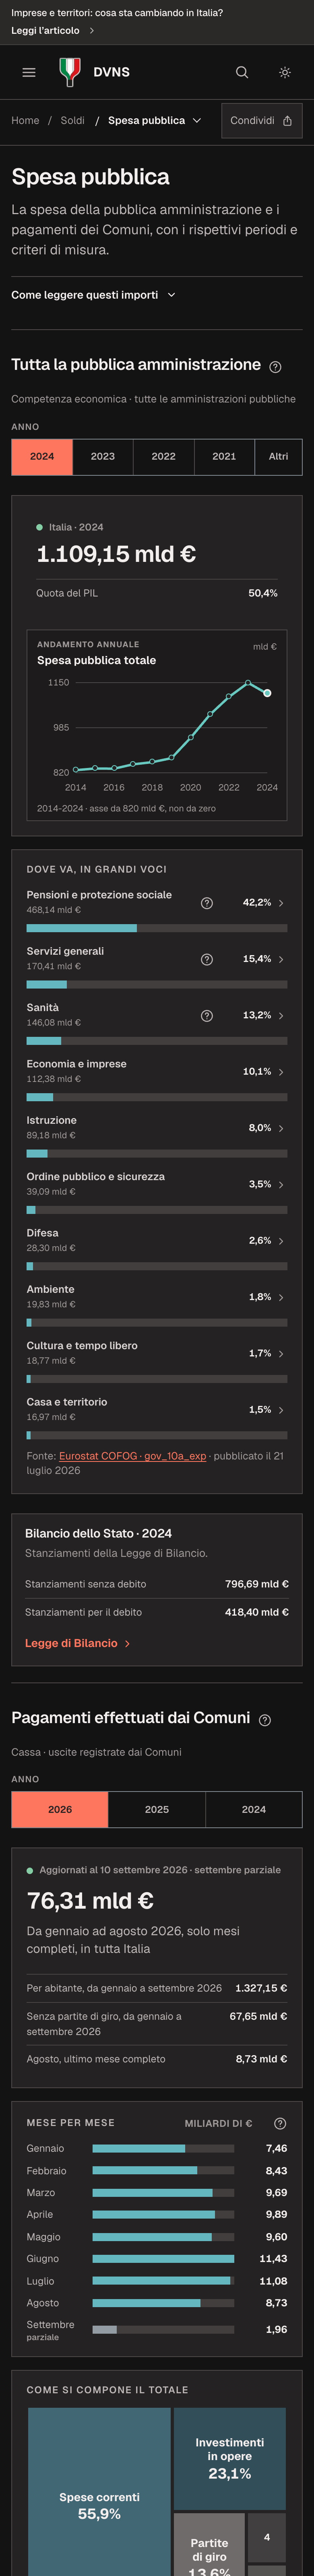 Imprese e territori: cosa sta cambiando in Italia?
Leggi l'articolo
DVNS
Home / Soldi / Spesa pubblica
Condividi
Spesa pubblica
La spesa della pubblica amministrazione e i
pagamenti dei Comuni, con i rispettivi periodi e
criteri di misura.
Come leggere questi importi
Tutta la pubblica amministrazione
Competenza economica · tutte le amministrazioni pubbliche
ANNO
2024 2023 2022 2021 Altri
Italia · 2024
1.109,15 mld €
Quota del PIL 50,4%
ANDAMENTO ANNUALE mld €
Spesa pubblica totale
1150
985
820
2014 2016 2018 2020 2022 2024
2014-2024 · asse da 820 mld €, non da zero
DOVE VA, IN GRANDI VOCI
Pensioni e protezione sociale 42,2%
468,14 mld €
Servizi generali 15,4%
170,41 mld €
Sanità 13,2%
146,08 mld €
Economia e imprese 10,1%
112,38 mld €
Istruzione 8,0%
89,18 mld €
Ordine pubblico e sicurezza 3,5%
39,09 mld €
Difesa 2,6%
28,30 mld €
Ambiente 1,8%
19,83 mld €
Cultura e tempo libero 1,7%
18,77 mld €
Casa e territorio 1,5%
16,97 mld €
Fonte: Eurostat COFOG · gov_10a_exp · pubblicato il 21
luglio 2026
Bilancio dello Stato · 2024
Stanziamenti della Legge di Bilancio.
Stanziamenti senza debito 796,69 mld €
Stanziamenti per il debito 418,40 mld €
Legge di Bilancio
Pagamenti effettuati dai Comuni
Cassa · uscite registrate dai Comuni
ANNO
2026 2025 2024
Aggiornati al 10 settembre 2026 · settembre parziale
76,31 mld €
Da gennaio ad agosto 2026, solo mesi
completi, in tutta Italia
Per abitante, da gennaio a settembre 2026 1.327,15 €
Senza partite di giro, da gennaio a 67,65 mld €
settembre 2026
Agosto, ultimo mese completo 8,73 mld €
MESE PER MESE MILIARDI DI €
Gennaio 7,46
Febbraio 8,43
Marzo 9,69
Aprile 9,89
Maggio 9,60
Giugno 11,43
Luglio 11,08
Agosto 8,73
Settembre 1,96
parziale
COME SI COMPONE IL TOTALE
Spese correnti
55,9%
Investimenti
in opere
23,1%
Partite
di giro
13,6%
4